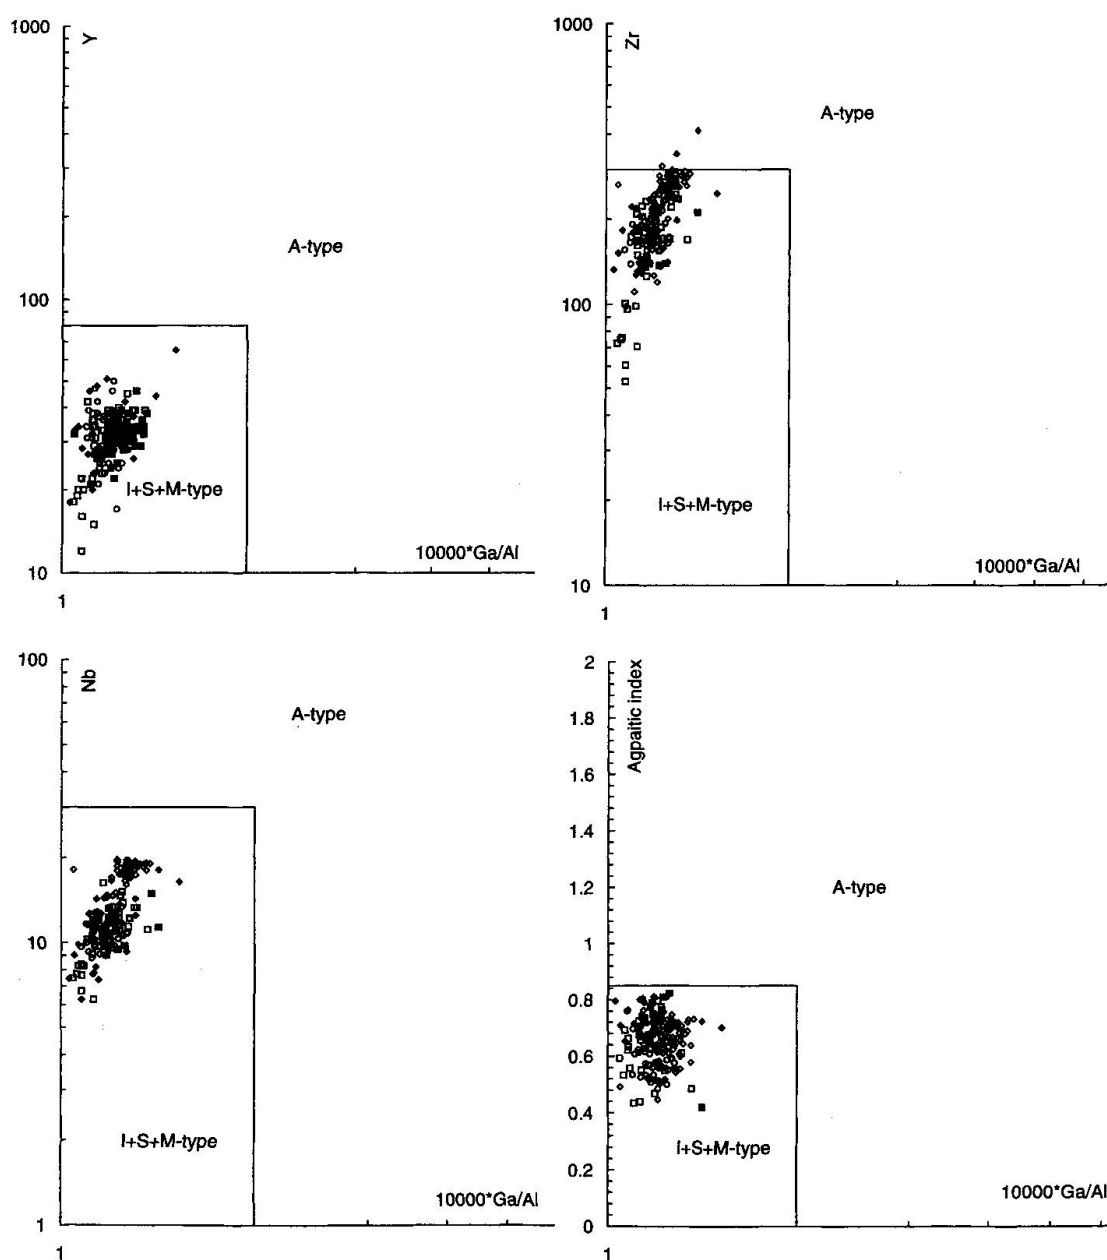 1000
Y
A-type
100
I+S+M-type
10000*Ga/Al
10
1
1000
Zr
A-type
100
I+S+M-type
10000*Ga/Al
10
1
100
Nb
A-type
10
I+S+M-type
10000*Ga/Al
1
1
2
Agpaitic index
1.8
1.6
1.4
1.2
A-type
1
0.8
0.6
0.4
I+S+M-type
0.2
10000*Ga/Al
0
1